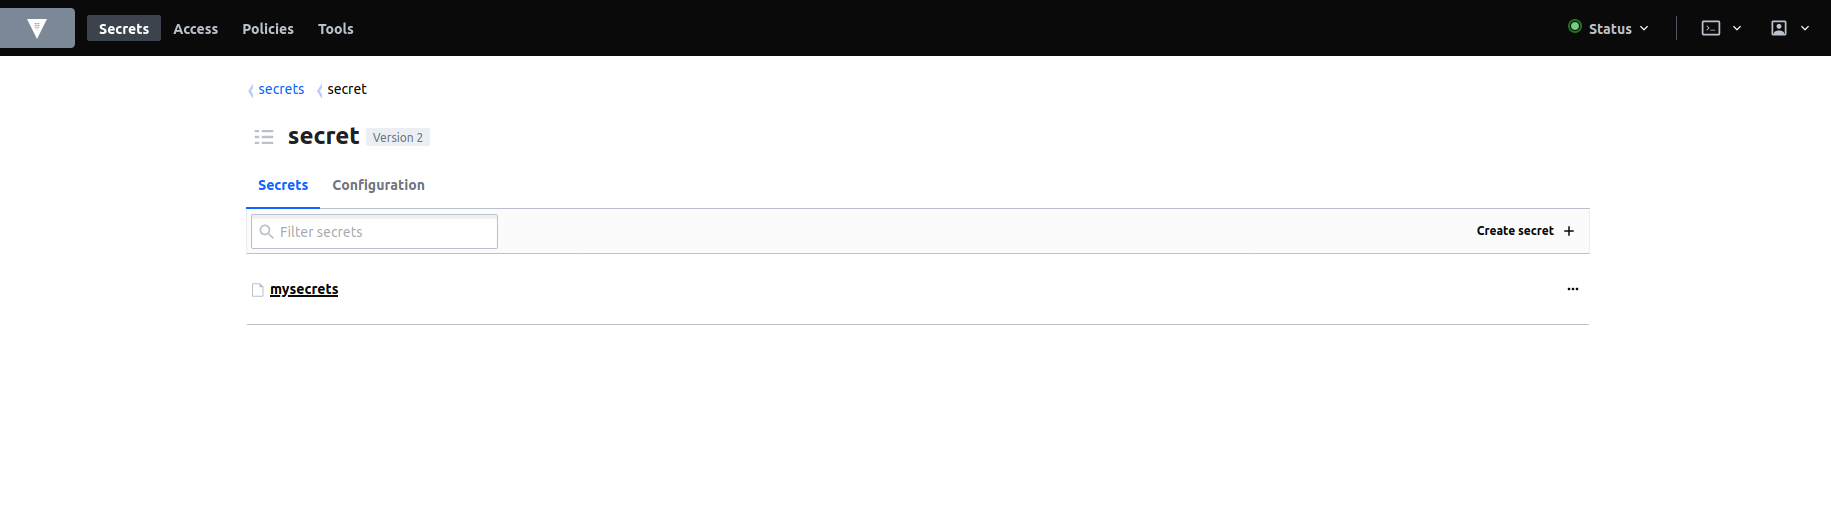 Secrets Access Policies Tools Status
secrets secret
secret Version 2
Secrets Configuration
Filter secrets Create secret +
mysecrets ...